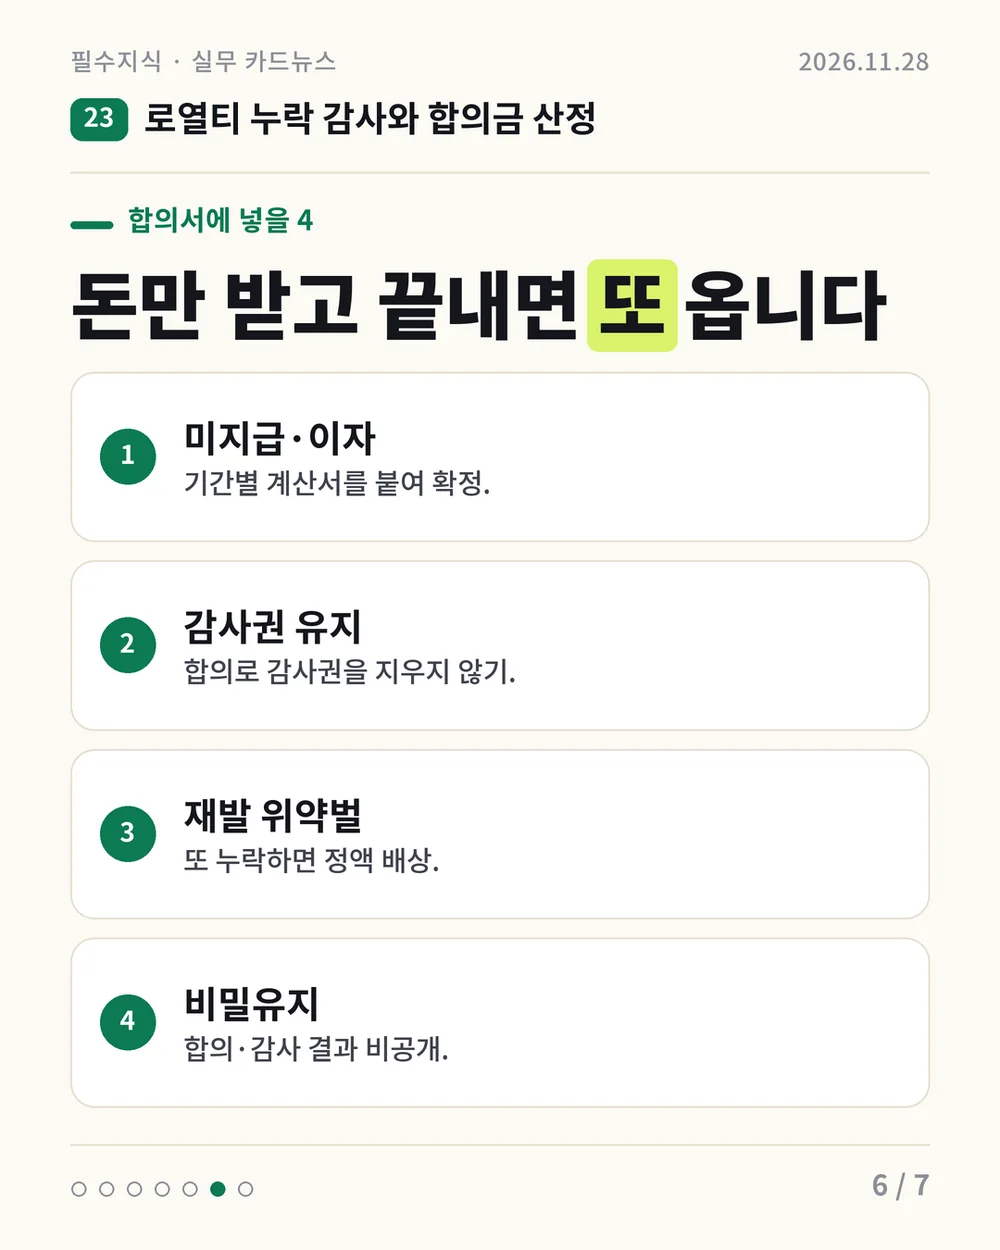 필수지식 · 실무 카드뉴스
2026.11.28
23 로열티 누락 감사와 합의금 산정
합의서에 넣을 4
돈만 받고 끝내면 또 옵니다
1
미지급·이자
기간별 계산서를 붙여 확정.
2
감사권 유지
합의로 감사권을 지우지 않기.
3
재발 위약벌
또 누락하면 정액 배상.
4
비밀유지
합의·감사 결과 비공개.
6 / 7